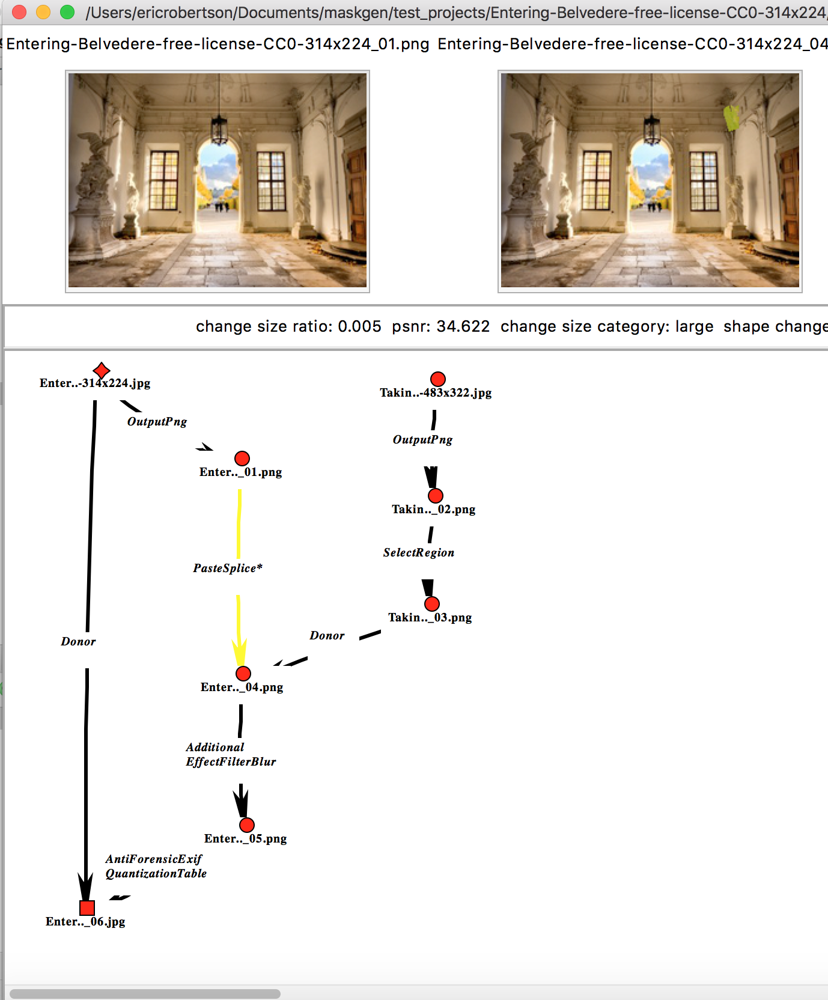 /Users/ericrobertson/Documents/maskgen/test_projects/Entering-Belvedere-free-license-CC0-314x224/
Entering-Belvedere-free-license-CC0-314x224_01.png Entering-Belvedere-free-license-CC0-314x224_04
change size ratio: 0.005 psnr: 34.622 change size category: large shape change
Enter..-314x224.jpg
Takin..-483x322.jpg
OutputPng
OutputPng
Enter.._01.png
Takin.._02.png
SelectRegion
PasteSplice*
Takin.._03.png
Donor
Donor
Enter.._04.png
Additional
EffectFilterBlur
Enter.._05.png
AntiForensicExif
QuantizationTable
Enter.._06.jpg